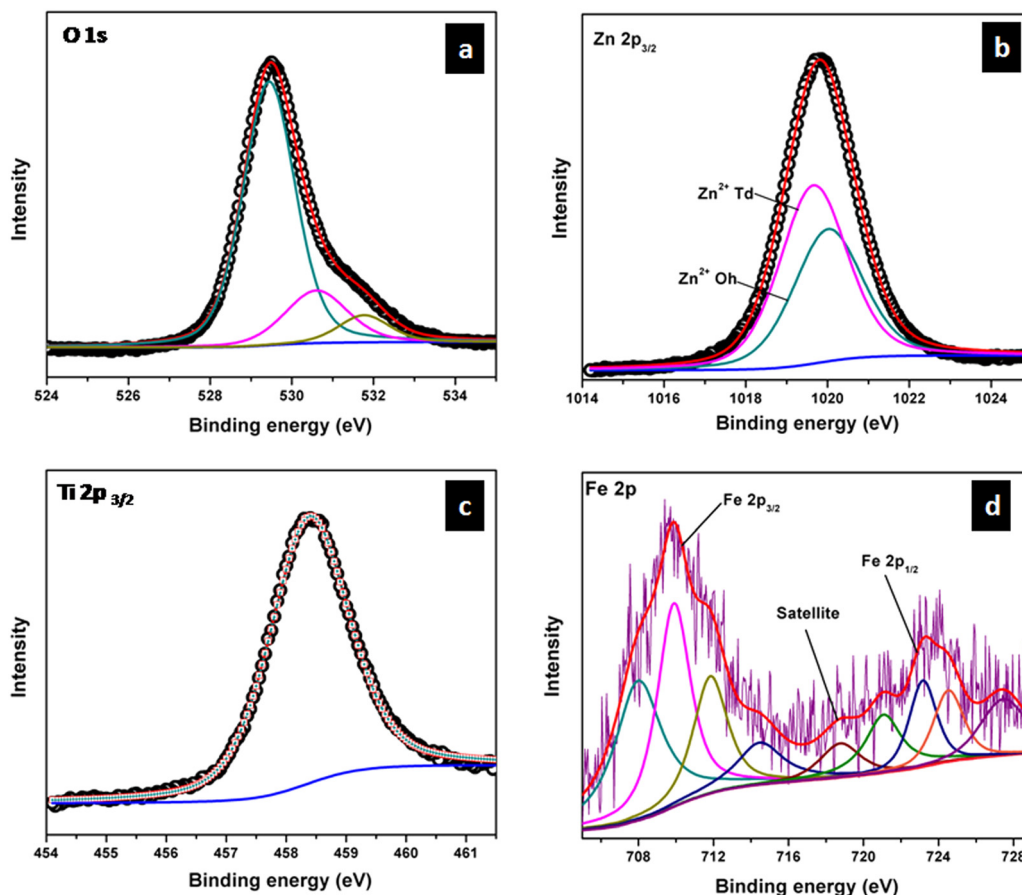 O 1s
a
Intensity
524 526 528 530 532 534
Binding energy (eV)
Zn 2p3/2
b
Zn2+ Td
Zn2+ Oh
Intensity
1014 1016 1018 1020 1022 1024
Binding energy (eV)
Ti 2p 3/2
c
Intensity
454 455 456 457 458 459 460 461
Binding energy (eV)
Fe 2p
d
Fe 2p3/2
Fe 2p1/2
Satellite
Intensity
708 712 716 720 724 728
Binding energy (eV)